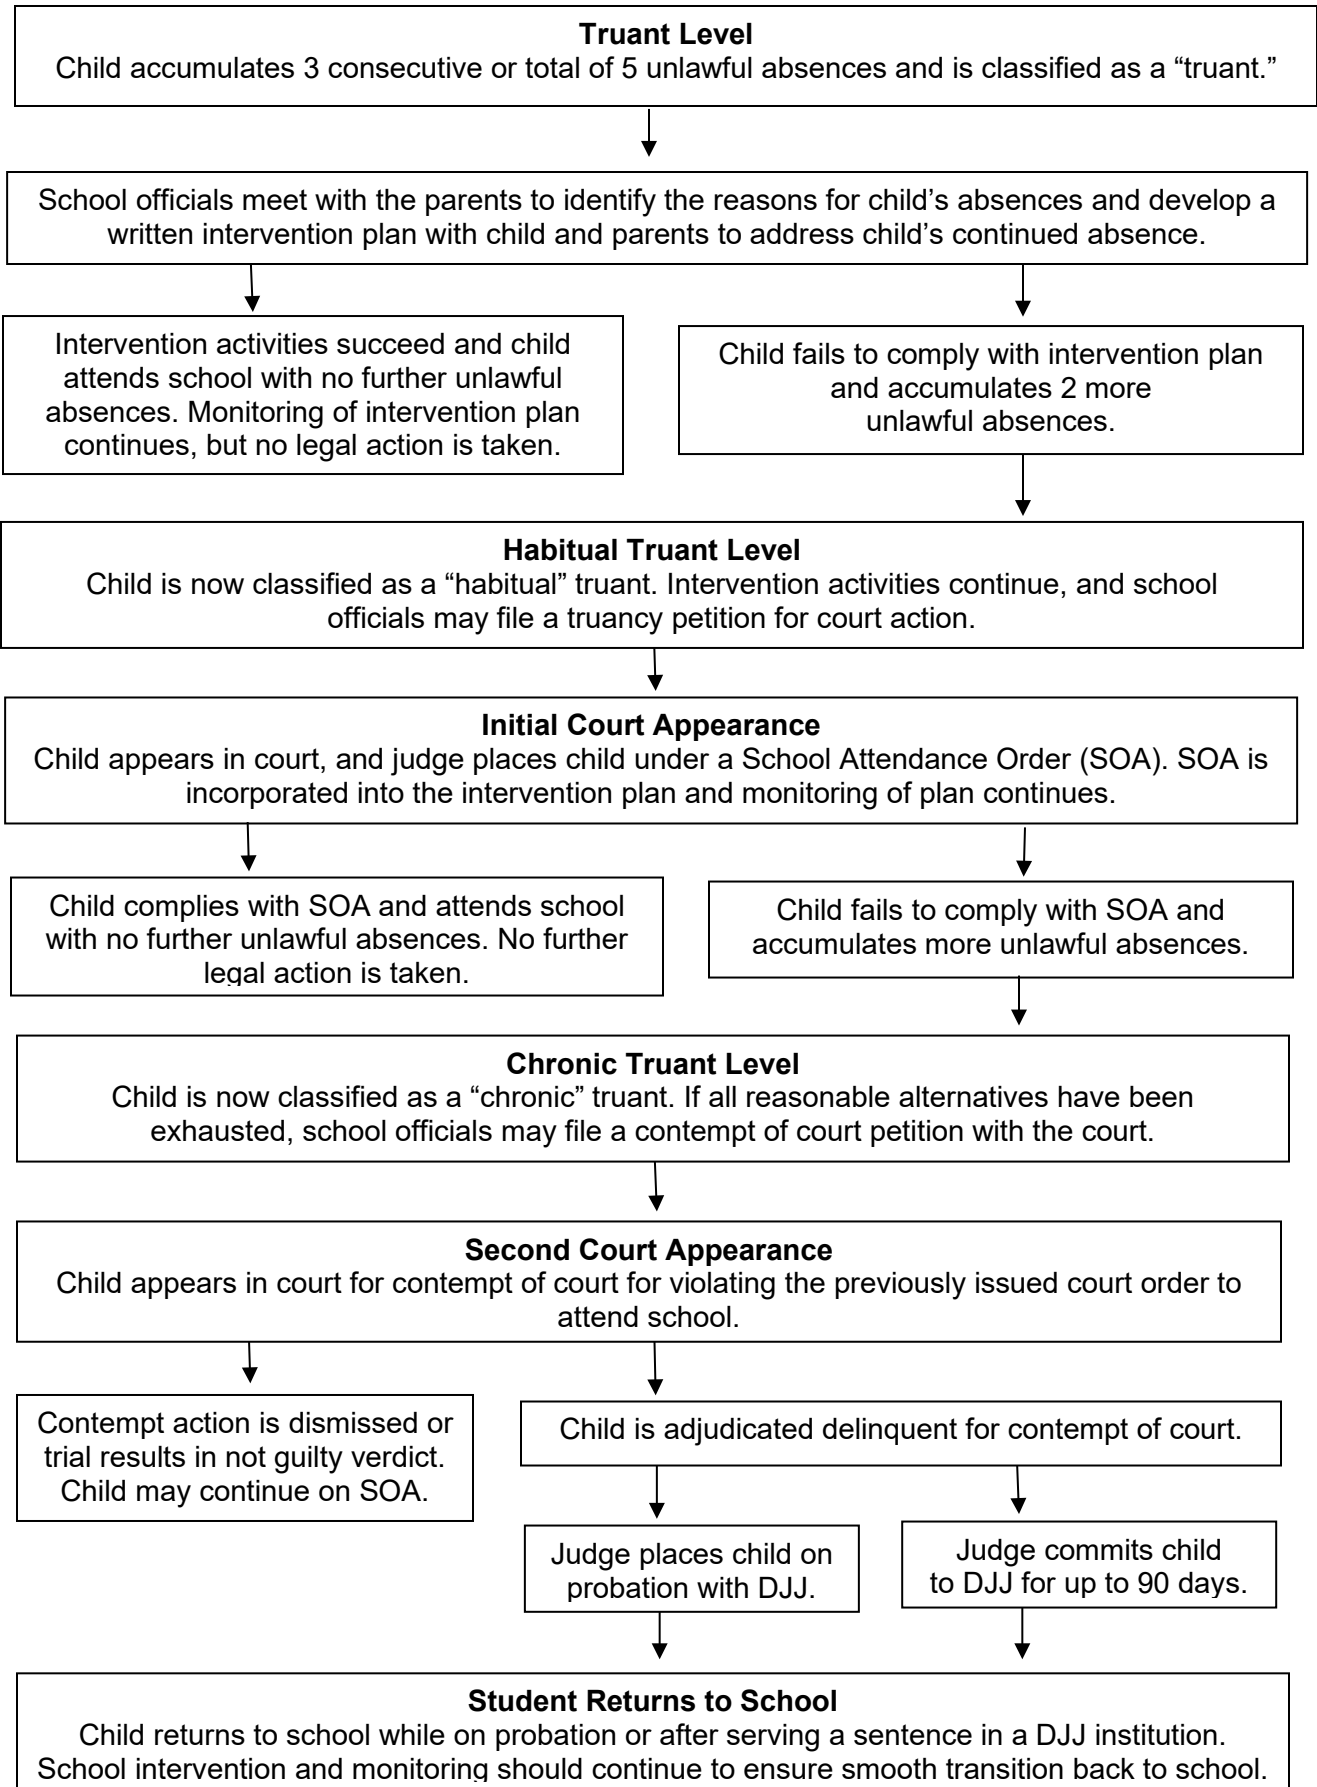 Truant Level
Child accumulates 3 consecutive or total of 5 unlawful absences and is classified as a “truant.”
School officials meet with the parents to identify the reasons for child’s absences and develop a
written intervention plan with child and parents to address child’s continued absence.
Intervention activities succeed and child
attends school with no further unlawful
absences. Monitoring of intervention plan
continues, but no legal action is taken.
Child fails to comply with intervention plan
and accumulates 2 more
unlawful absences.
Habitual Truant Level
Child is now classified as a “habitual” truant. Intervention activities continue, and school
officials may file a truancy petition for court action.
Initial Court Appearance
Child appears in court, and judge places child under a School Attendance Order (SOA). SOA is
incorporated into the intervention plan and monitoring of plan continues.
Child complies with SOA and attends school
with no further unlawful absences. No further
legal action is taken.
Child fails to comply with SOA and
accumulates more unlawful absences.
Chronic Truant Level
Child is now classified as a “chronic” truant. If all reasonable alternatives have been
exhausted, school officials may file a contempt of court petition with the court.
Second Court Appearance
Child appears in court for contempt of court for violating the previously issued court order to
attend school.
Contempt action is dismissed or
trial results in not guilty verdict.
Child may continue on SOA.
Child is adjudicated delinquent for contempt of court.
Judge places child on
probation with DJJ.
Judge commits child
to DJJ for up to 90 days.
Student Returns to School
Child returns to school while on probation or after serving a sentence in a DJJ institution.
School intervention and monitoring should continue to ensure smooth transition back to school.